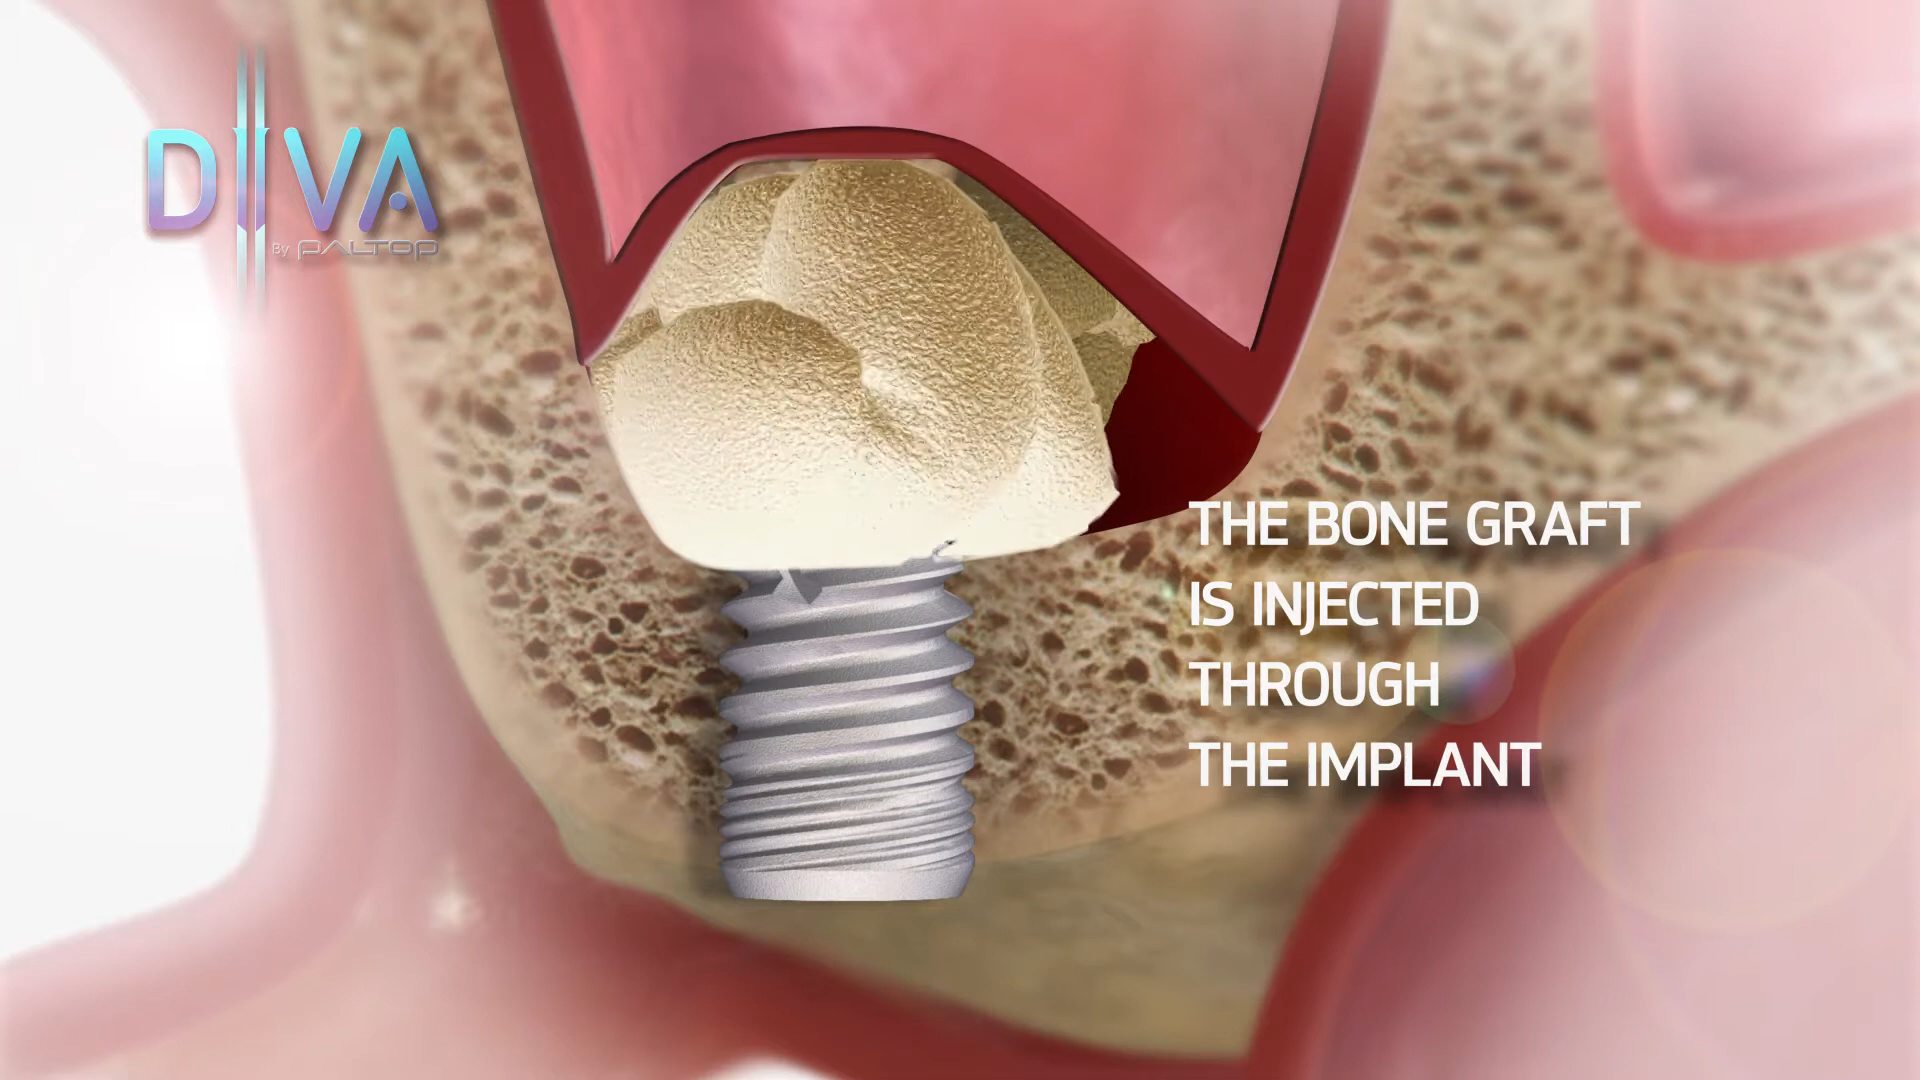 DIVA
By PALTOP
THE BONE GRAFT
IS INJECTED
THROUGH
THE IMPLANT